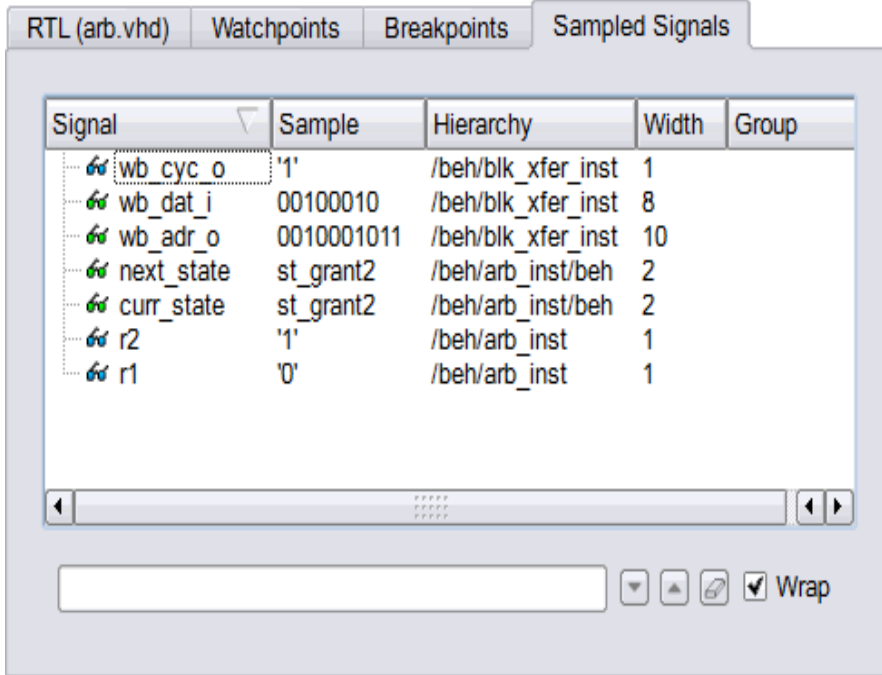 RTL (arb.vhd) Watchpoints Breakpoints Sampled Signals
Signal Sample Hierarchy Width Group
wb_cyc_o '1' /beh/blk_xfer_inst 1
wb_dat_i 00100010 /beh/blk_xfer_inst 8
wb_adr_o 0010001011 /beh/blk_xfer_inst 10
next_state st_grant2 /beh/arb_inst/beh 2
curr_state st_grant2 /beh/arb_inst/beh 2
r2 '1' /beh/arb_inst 1
r1 '0' /beh/arb_inst 1
Wrap